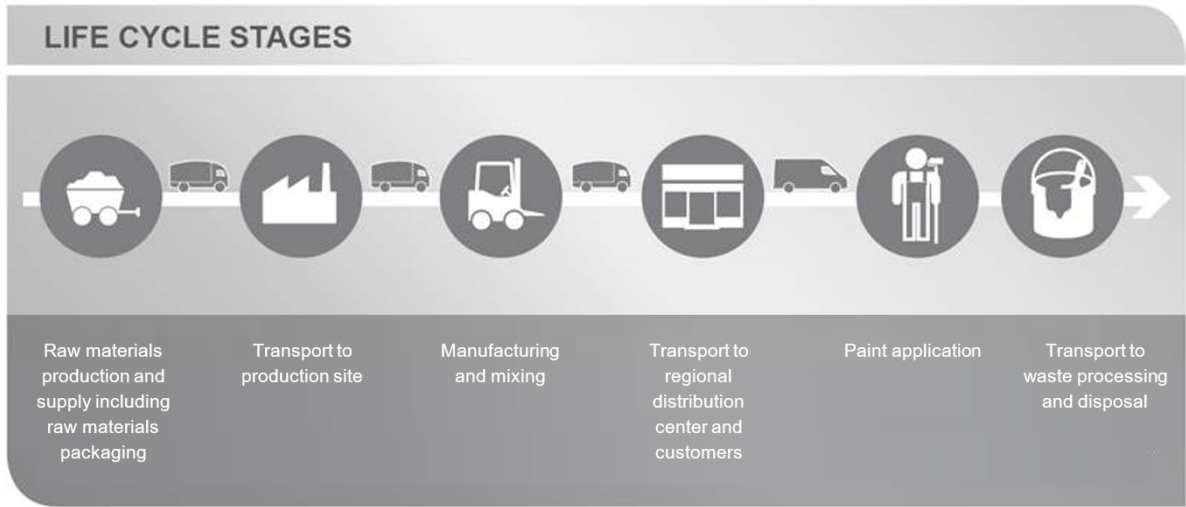 LIFE CYCLE STAGES
Raw materials
production and
supply including
raw materials
packaging
Transport to
production site
Manufacturing
and mixing
Transport to
regional
distribution
center and
customers
Paint application
Transport to
waste processing
and disposal